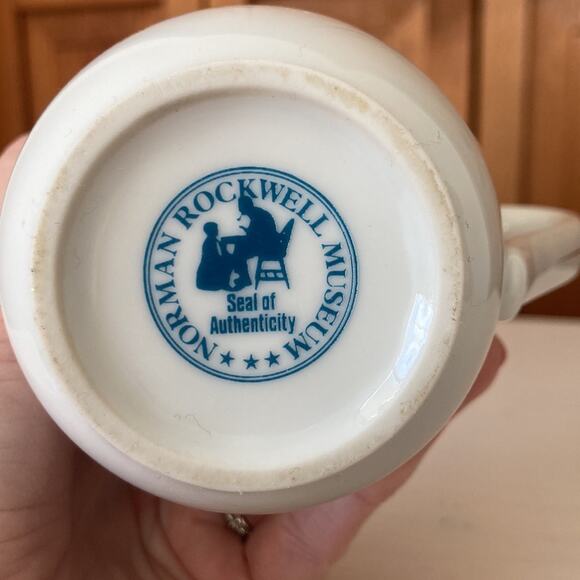 NORMAN ROCKWELL MUSEUM
Seal of
Authenticity